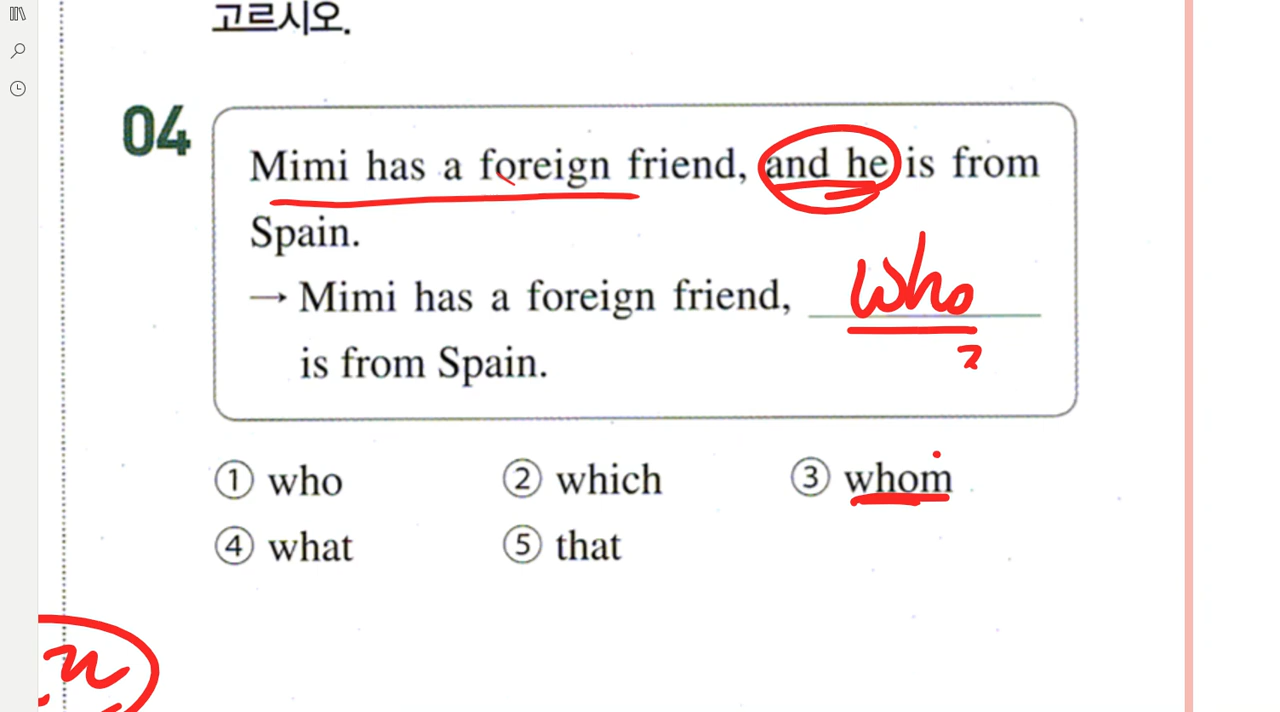 고르시오.
04
Mimi has a foreign friend, and he is from
Spain.
→ Mimi has a foreign friend, who
is from Spain.
① who ② which ③ whom
④ what ⑤ that